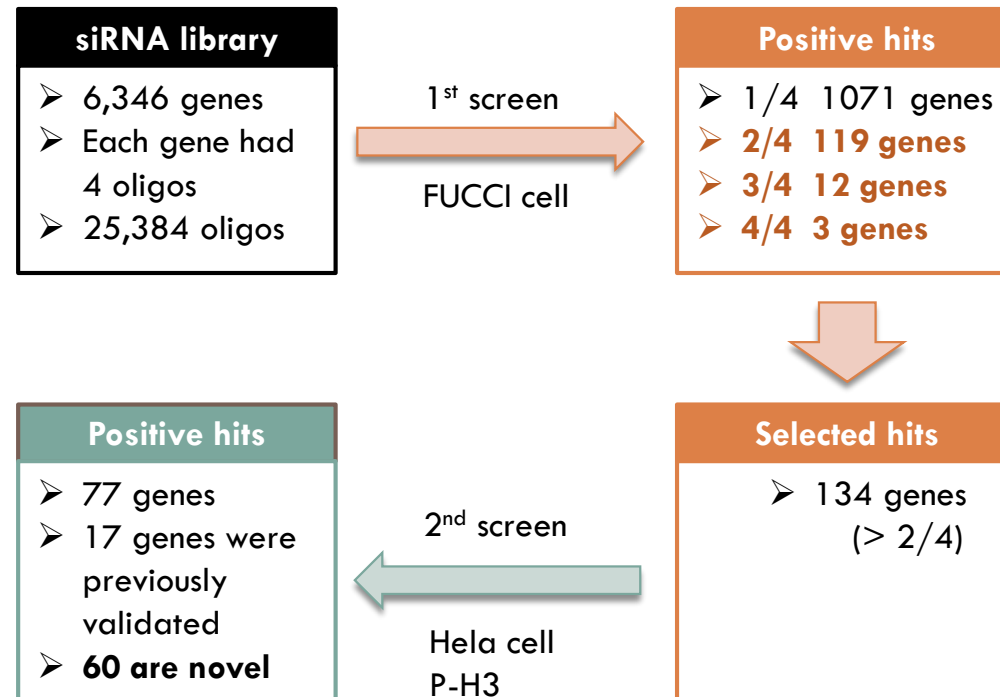 siRNA library
➢ 6,346 genes
➢ Each gene had
4 oligos
➢ 25,384 oligos
1st screen
FUCCI cell
Positive hits
➢ 1/4 1071 genes
➢ 2/4 119 genes
➢ 3/4 12 genes
➢ 4/4 3 genes
Selected hits
➢ 134 genes
(> 2/4)
2nd screen
Hela cell
P-H3
Positive hits
➢ 77 genes
➢ 17 genes were
previously
validated
➢ 60 are novel